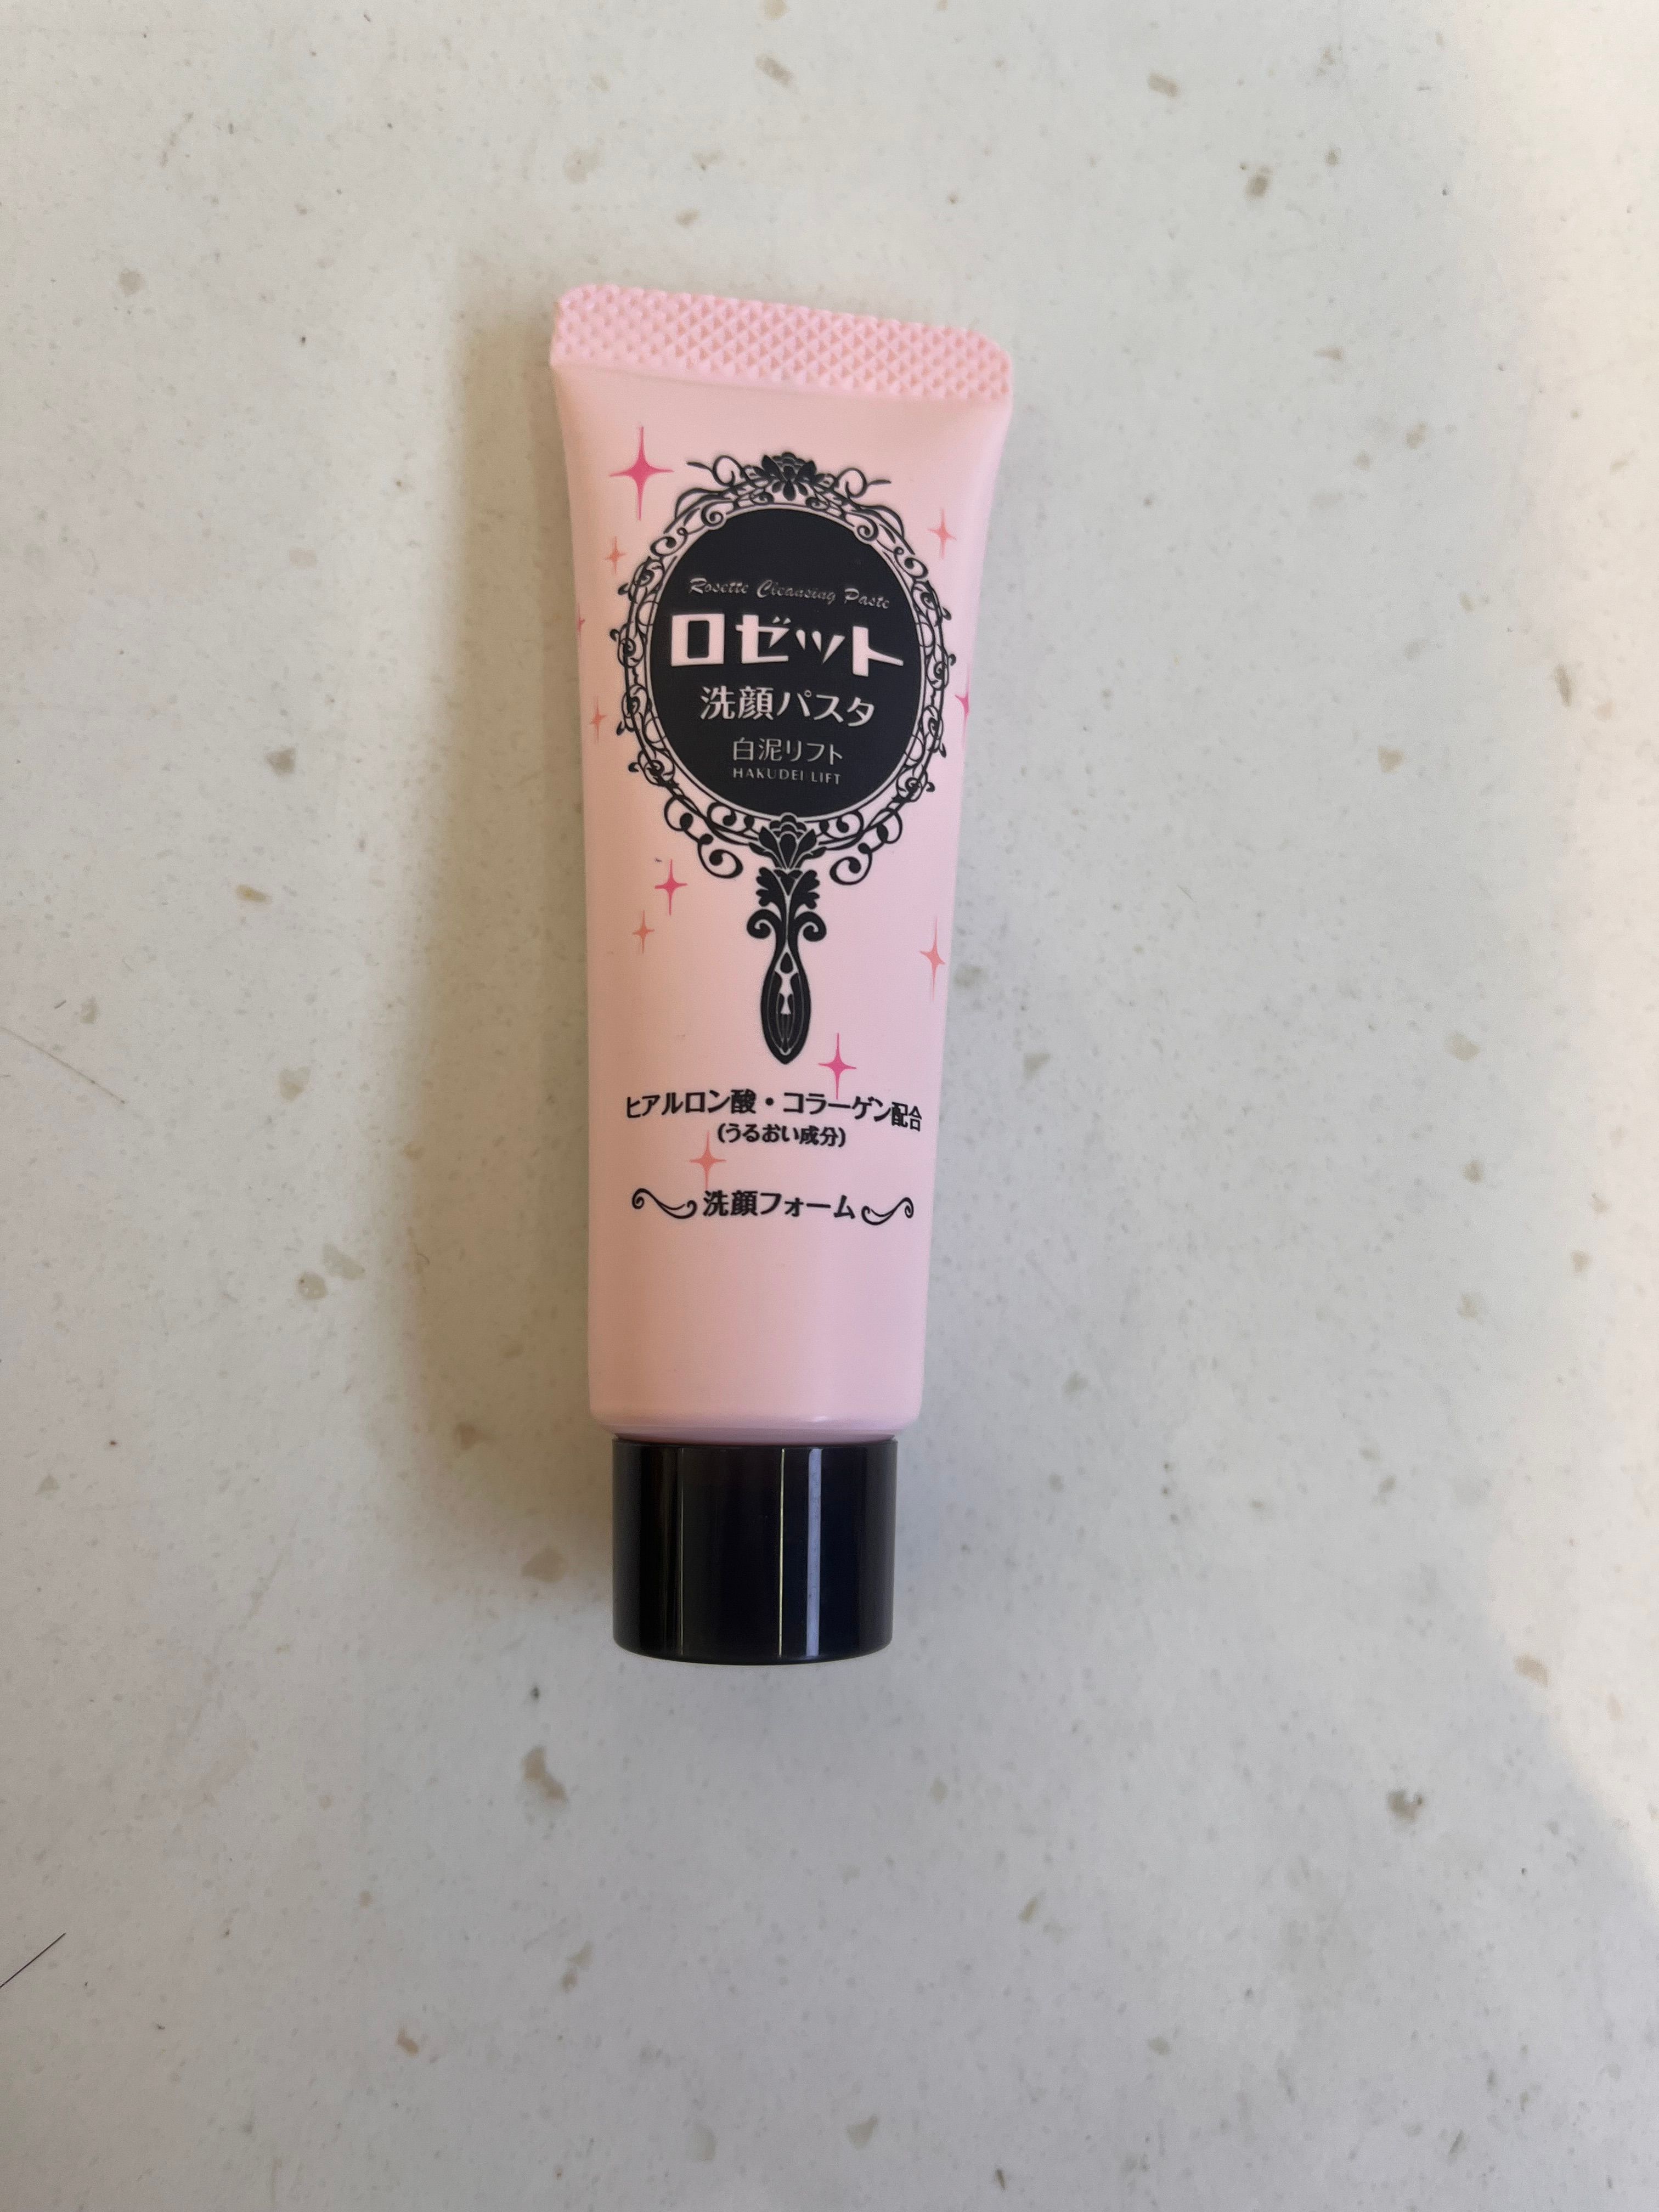 Rosette Cleansing Paste
ロゼット
洗顔パスタ
白泥リフト
HAKUDEI LIFT
ヒアルロン酸・コラーゲン配合
(うるおい成分)
洗顔フォーム